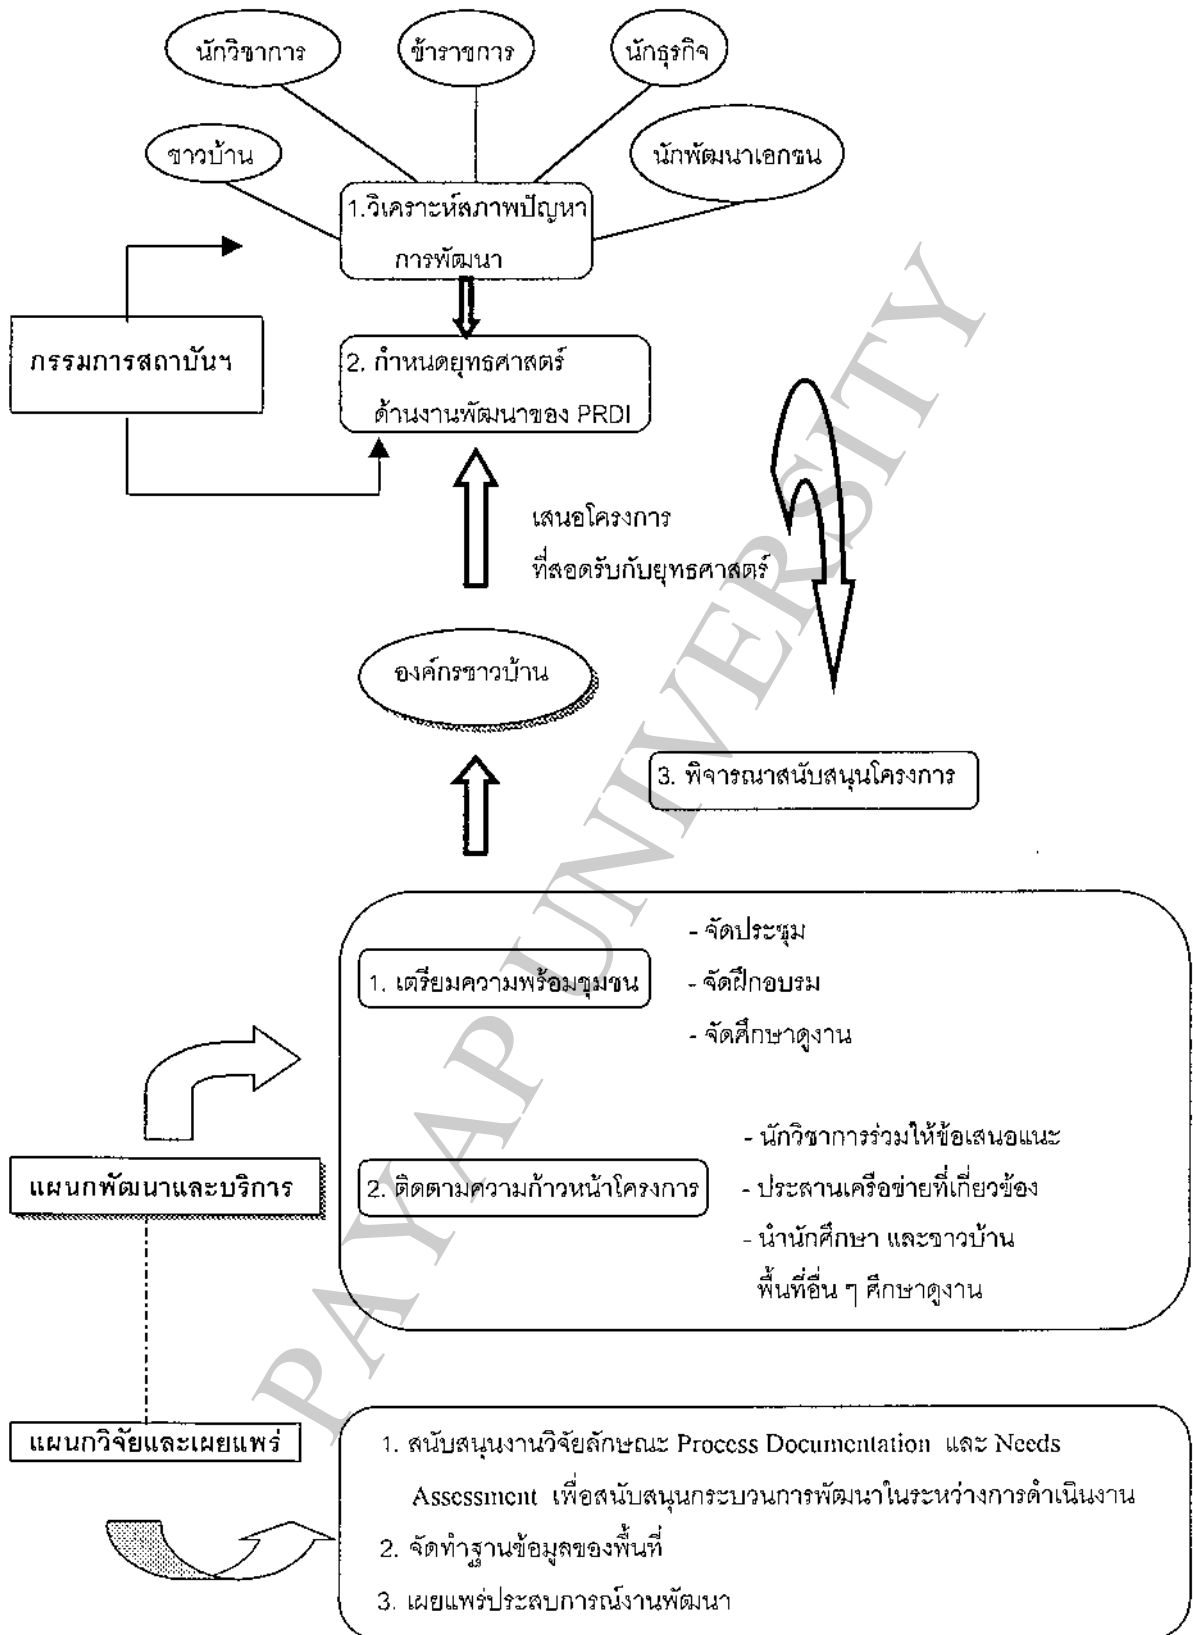 นักวิชาการ
ข้าราชการ
นักธุรกิจ
ชาวบ้าน
นักพัฒนาเอกชน
1.วิเคราะห์สภาพปัญหา
การพัฒนา
กรรมการสถาบันฯ
2. กำหนดยุทธศาสตร์
ด้านงานพัฒนาของ PRDI
เสนอโครงการ
ที่สอดรับกับยุทธศาสตร์
องค์กรชาวบ้าน
3. พิจารณาสนับสนุนโครงการ
1. เตรียมความพร้อมชุมชน
- จัดประชุม
- จัดฝึกอบรม
- จัดศึกษาดูงาน
แผนกพัฒนาและบริการ
2. ติดตามความก้าวหน้าโครงการ
- นักวิชาการร่วมให้ข้อเสนอแนะ
- ประสานเครือข่ายที่เกี่ยวข้อง
- นำนักศึกษา และชาวบ้าน
พื้นที่อื่น ๆ ศึกษาดูงาน
แผนกวิจัยและเผยแพร่
1. สนับสนุนงานวิจัยลักษณะ Process Documentation และ Needs
Assessment เพื่อสนับสนุนกระบวนการพัฒนาในระหว่างการดำเนินงาน
2. จัดทำฐานข้อมูลของพื้นที่
3. เผยแพร่ประสบการณ์งานพัฒนา
PAYAP UNIVERSITY